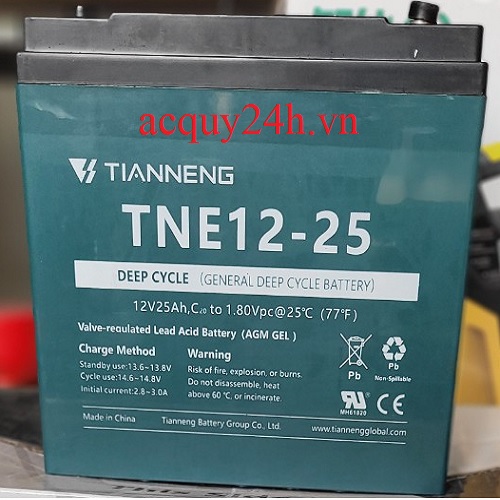 acquy24h.vn
TIANNENG
TNE12-25
DEEP CYCLE (GENERAL DEEP CYCLE BATTERY)
12V25Ah,C₂₀ to 1.80Vpc@25℃ (77℉)
Valve-regulated Lead Acid Battery (AGM GEL )
Charge Method
Standby use:13.6~13.8V
Cycle use:14.6~14.8V
Initial current:2.8~3.0A
Warning
Risk of fire, explosion, or burns.
Do not disassemble, heat
above 60 ℃, or incinerate.
Pb
Pb
Non-Spillable
MH61820
CE
Made in China
Tianneng Battery Group Co., Ltd.
www.tiannengglobal.com